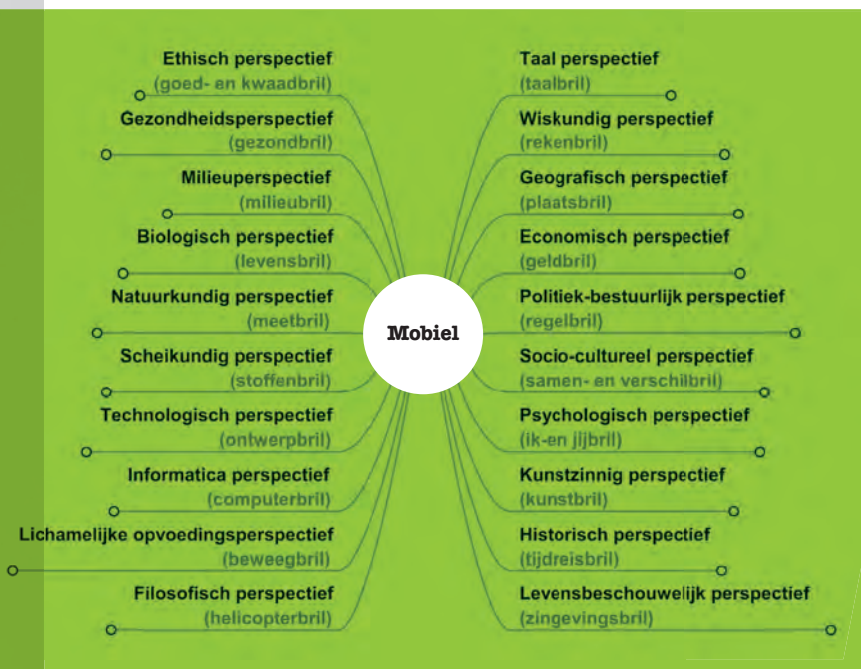 Ethisch perspectief
(goed- en kwaadbril)
Gezondheidsperspectief
(gezondbril)
Milieuperspectief
(milieubril)
Biologisch perspectief
(levensbril)
Natuurkundig perspectief
(meetbril)
Scheikundig perspectief
(stoffenbril)
Technologisch perspectief
(ontwerpbril)
Informatica perspectief
(computerbril)
Lichamelijke opvoedingsperspectief
(beweegbril)
Filosofisch perspectief
(helicopterbril)
Mobiel
Taal perspectief
(taalbril)
Wiskundig perspectief
(rekenbril)
Geografisch perspectief
(plaatsbril)
Economisch perspectief
(geldbril)
Politiek-bestuurlijk perspectief
(regelbril)
Socio-cultureel perspectief
(samen- en verschilbril)
Psychologisch perspectief
(ik-en jijbril)
Kunstzinnig perspectief
(kunstbril)
Historisch perspectief
(tijdreisbril)
Levensbeschouwelijk perspectief
(zingevingsbril)